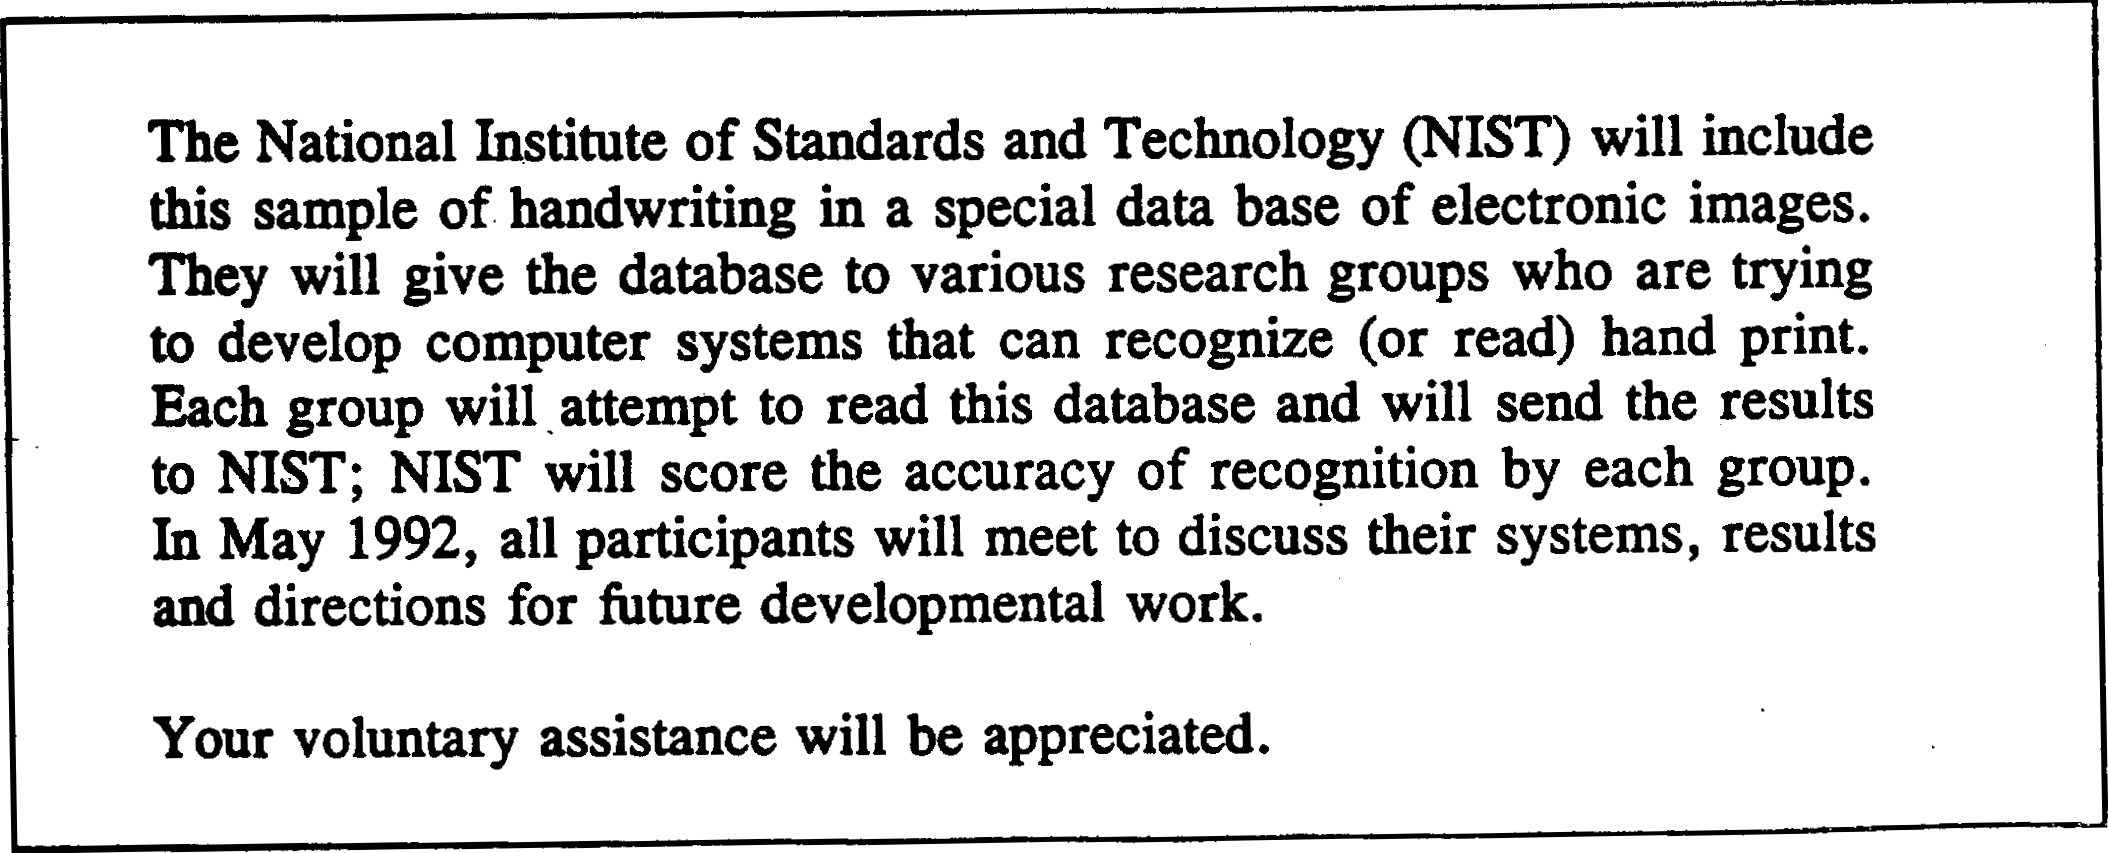 The National Institute of Standards and Technology (NIST) will include
this sample of handwriting in a special data base of electronic images.
They will give the database to various research groups who are trying
to develop computer systems that can recognize (or read) hand print.
Each group will attempt to read this database and will send the results
to NIST; NIST will score the accuracy of recognition by each group.
In May 1992, all participants will meet to discuss their systems, results
and directions for future developmental work.
Your voluntary assistance will be appreciated.